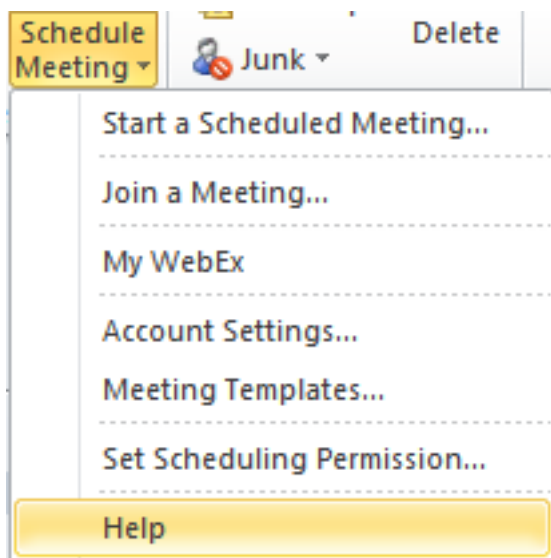 Schedule
Meeting
Junk
Delete
Start a Scheduled Meeting...
Join a Meeting...
My WebEx
Account Settings...
Meeting Templates...
Set Scheduling Permission...
Help